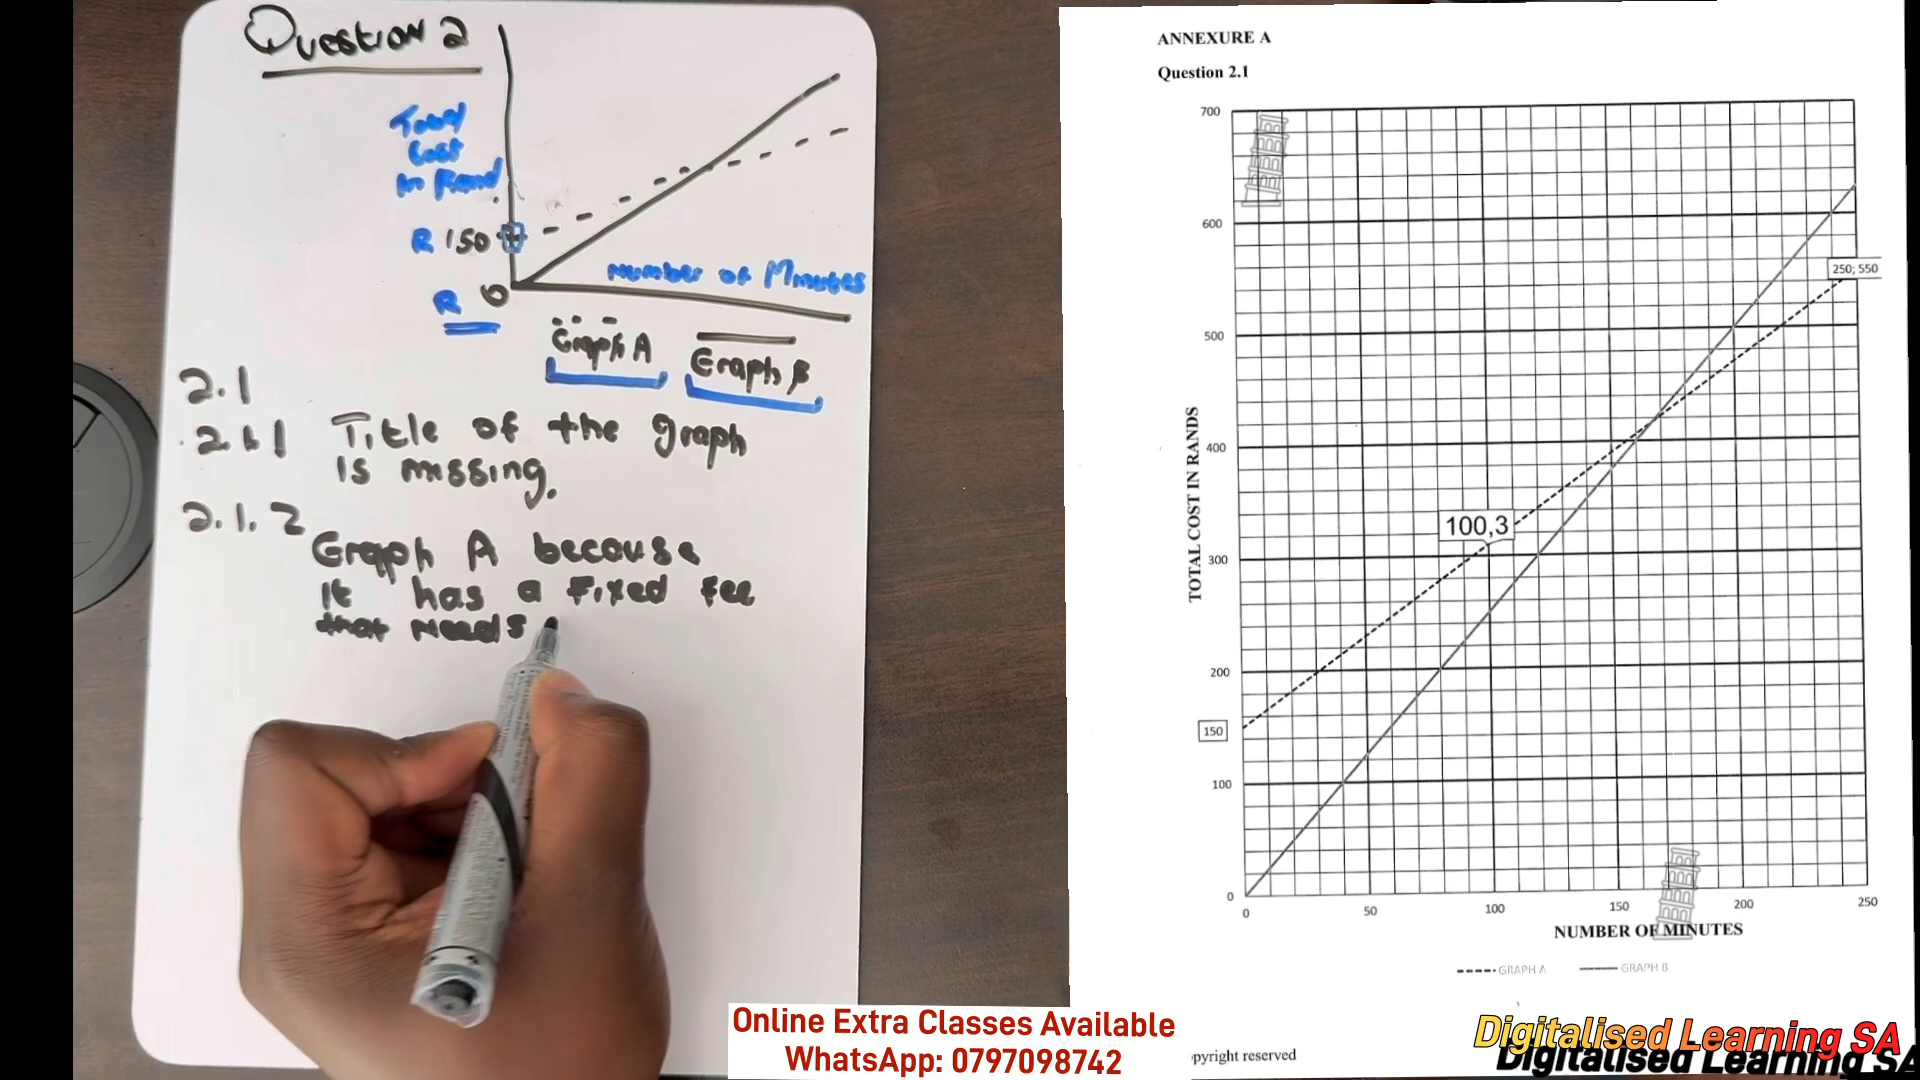 Question 2
Total
Cost
in Rand
R 150
R 0
Number of Minutes
Graph A
Graph B
2.1
2.1.1 Title of the graph
is missing.
2.1.2
Graph A because
it has a fixed fee
that needs
ANNEXURE A
Question 2.1
700
600
500
400
300
200
150
100
0
TOTAL COST IN RANDS
250; 550
100,3
0 50 100 150 200 250
NUMBER OF MINUTES
GRAPH A GRAPH B
pyright reserved
Online Extra Classes Available
WhatsApp: 0797098742
Digitalised Learning SA
Digitalised Learning SA